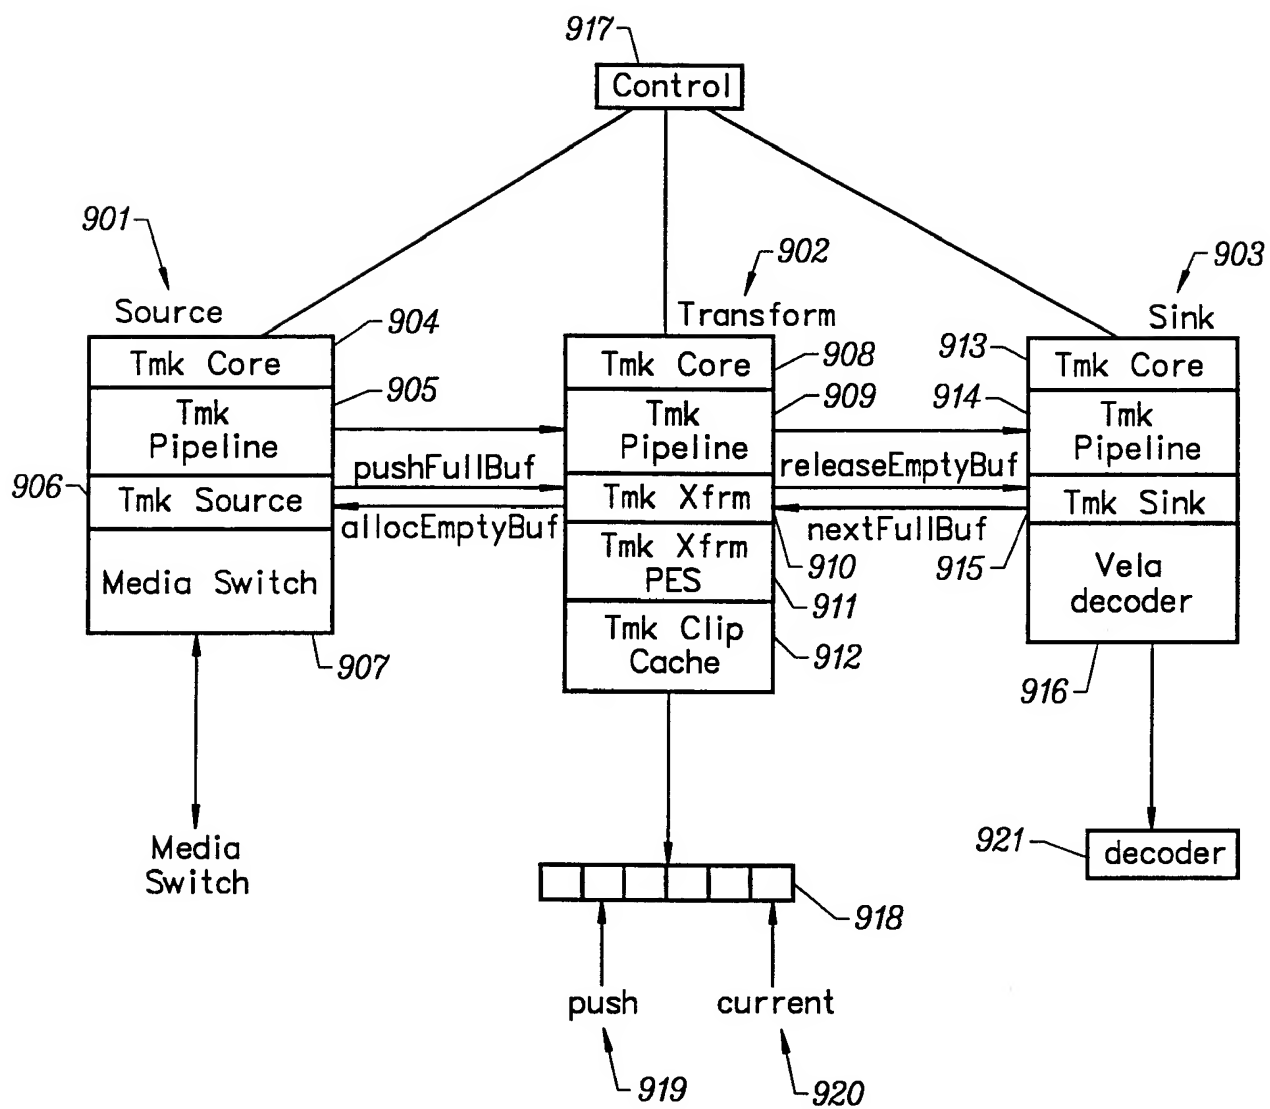 917
Control
901
902
903
Source
Transform
Sink
904
908
913
Tmk Core
Tmk Core
Tmk Core
905
909
914
Tmk
Pipeline
Tmk
Pipeline
Tmk
Pipeline
pushFullBuf
releaseEmptyBuf
906
Tmk Source
Tmk Xfrm
Tmk Sink
allocEmptyBuf
nextFullBuf
910
915
Media Switch
Tmk Xfrm
PES
Vela
decoder
911
Tmk Clip
Cache
912
907
916
Media
Switch
921
decoder
918
push
current
919
920